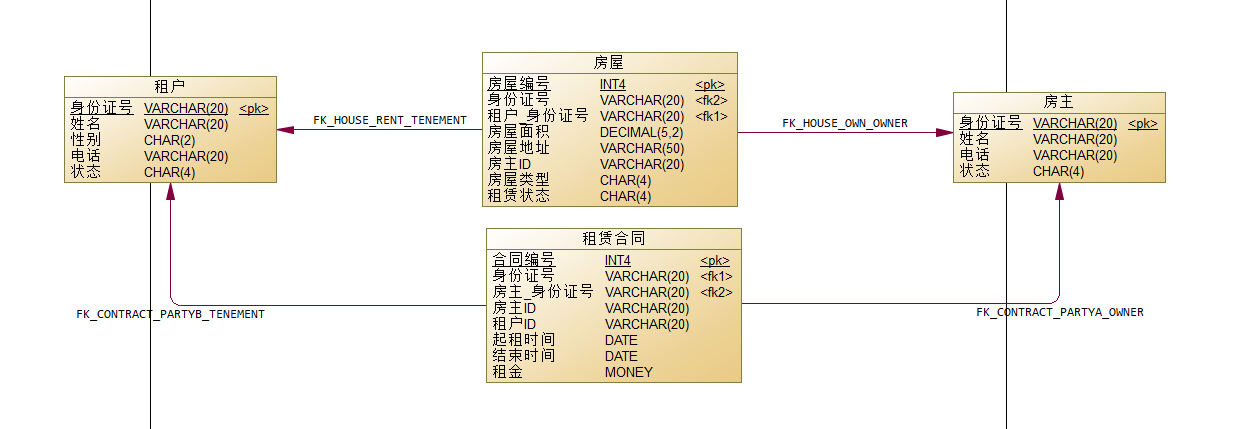 租户
身份证号 VARCHAR(20) <pk>
姓名 VARCHAR(20)
性别 CHAR(2)
电话 VARCHAR(20)
状态 CHAR(4)
FK_HOUSE_RENT_TENEMENT
房屋
房屋编号 INT4 <pk>
身份证号 VARCHAR(20) <fk2>
租户_身份证号 VARCHAR(20) <fk1>
房屋面积 DECIMAL(5,2)
房屋地址 VARCHAR(50)
房主ID VARCHAR(20)
房屋类型 CHAR(4)
租赁状态 CHAR(4)
FK_HOUSE_OWN_OWNER
房主
身份证号 VARCHAR(20) <pk>
姓名 VARCHAR(20)
电话 VARCHAR(20)
状态 CHAR(4)
租赁合同
合同编号 INT4 <pk>
身份证号 VARCHAR(20) <fk1>
房主_身份证号 VARCHAR(20) <fk2>
房主ID VARCHAR(20)
租户ID VARCHAR(20)
起租时间 DATE
结束时间 DATE
租金 MONEY
FK_CONTRACT_PARTYB_TENEMENT
FK_CONTRACT_PARTYA_OWNER